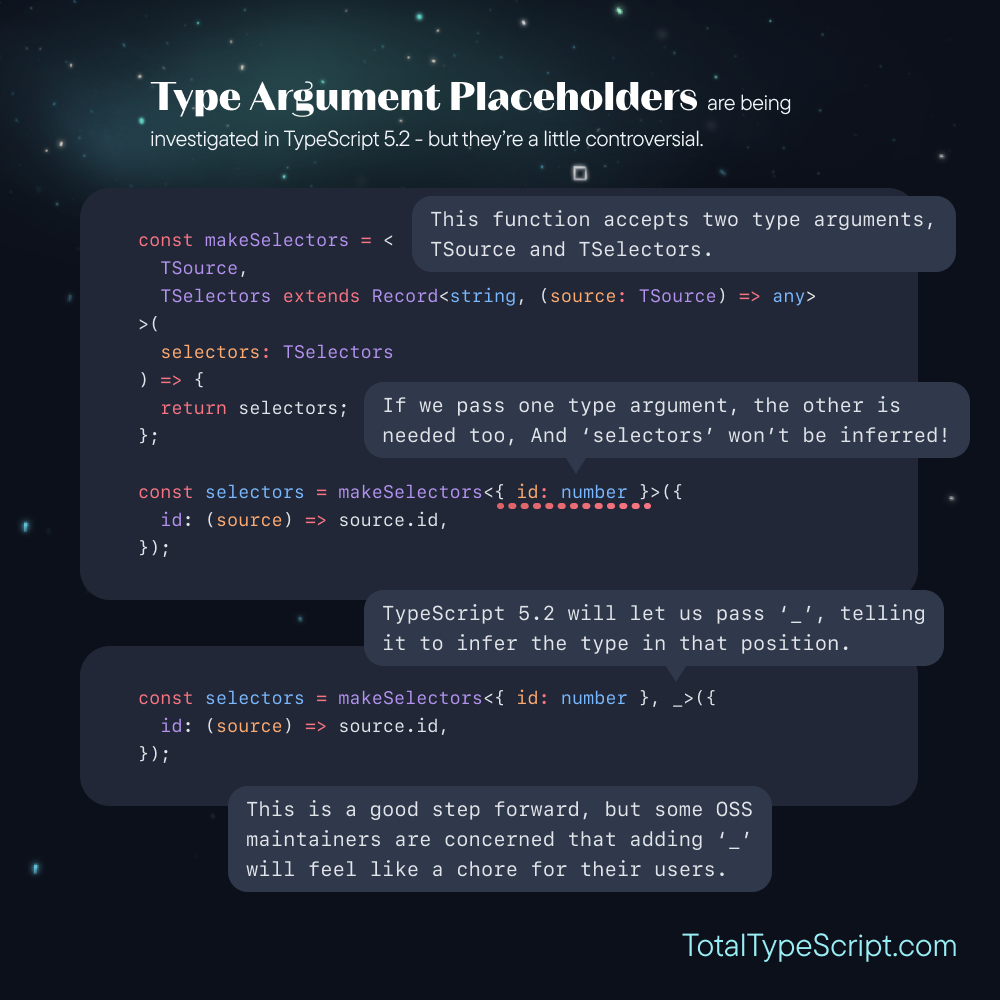 Type Argument Placeholders are being
investigated in TypeScript 5.2 - but they’re a little controversial.
This function accepts two type arguments,
TSource and TSelectors.
const makeSelectors = <
  TSource,
  TSelectors extends Record<string, (source: TSource) => any>
>(
  selectors: TSelectors
) => {
  return selectors;
};
If we pass one type argument, the other is
needed too, And ‘selectors’ won’t be inferred!
const selectors = makeSelectors<{ id: number }>({
  id: (source) => source.id,
});
TypeScript 5.2 will let us pass ‘_’, telling
it to infer the type in that position.
const selectors = makeSelectors<{ id: number }, _>({
  id: (source) => source.id,
});
This is a good step forward, but some OSS
maintainers are concerned that adding ‘_’
will feel like a chore for their users.
TotalTypeScript.com